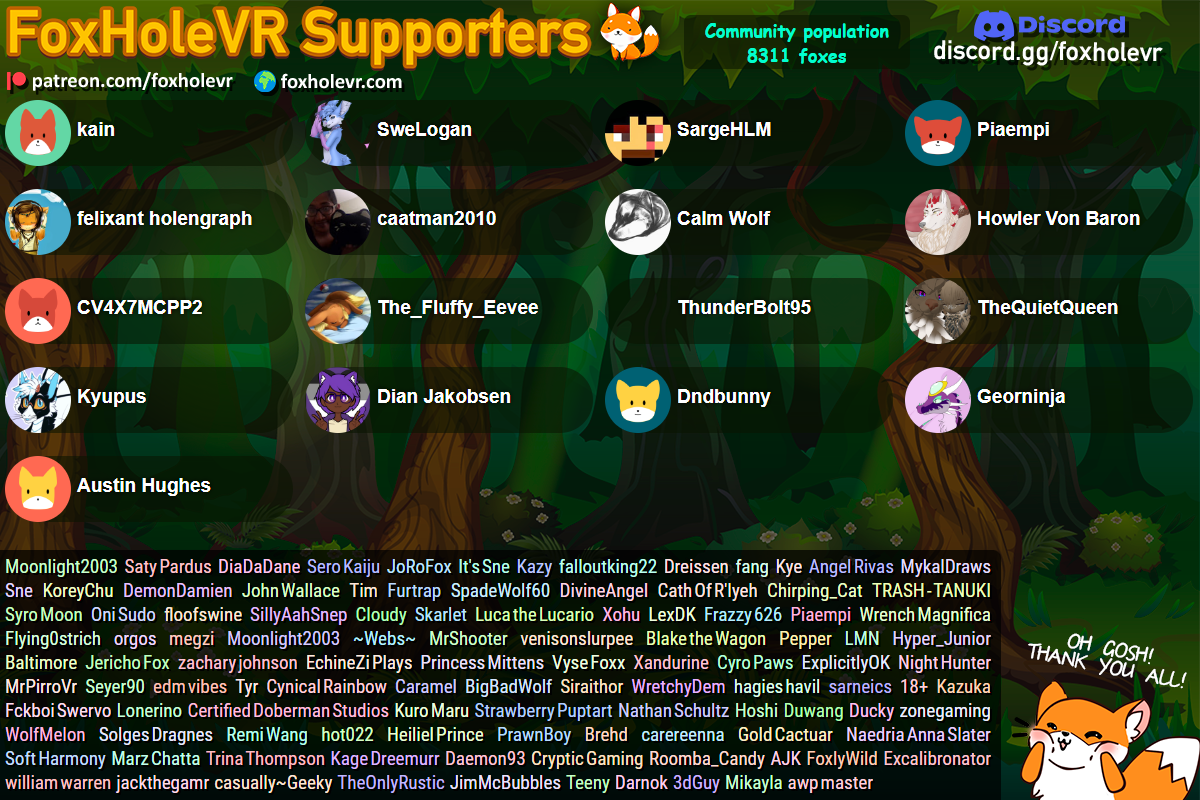 FoxHoleVR Supporters
Community population
8311 foxes
Discord
discord.gg/foxholevr
patreon.com/foxholevr
foxholevr.com
kain
SweLogan
SargeHLM
Piaempi
felixant holengraph
caatman2010
Calm Wolf
Howler Von Baron
CV4X7MCPP2
The_Fluffy_Eevee
ThunderBolt95
TheQuietQueen
Kyupus
Dian Jakobsen
Dndbunny
Georninja
Austin Hughes
Moonlight2003 Saty Pardus DiaDaDane Sero Kaiju JoRoFox It's Sne Kazy falloutking22 Dreissen fang Kye Angel Rivas MykalDraws
Sne KoreyChu DemonDamien John Wallace Tim Furtrap SpadeWolf60 DivineAngel Cath Of R'lyeh Chirping_Cat TRASH-TANUKI
Syro Moon Oni Sudo floofswine SillyAahSnep Cloudy Skarlet Luca the Lucario Xohu LexDK Frazzy 626 Piaempi Wrench Magnifica
Flying0strich orgos megzi Moonlight2003 ~Webs~ MrShooter venisonslurpee Blake the Wagon Pepper LMN Hyper_Junior
Baltimore Jericho Fox zachary johnson EchineZi Plays Princess Mittens Vyse Foxx Xandurine Cyro Paws ExplicitlyOK Night Hunter
MrPirroVr Seyer90 edm vibes Tyr Cynical Rainbow Caramel BigBadWolf Siraithor WretchyDem hagies havil sarneics 18+ Kazuka
Fckboi Swervo Lonerino Certified Doberman Studios Kuro Maru Strawberry Puptart Nathan Schultz Hoshi Duwang Ducky zonegaming
WolfMelon Solges Dragnes Remi Wang hot022 Heiliel Prince PrawnBoy Brehd carereenna Gold Cactuar Naedria Anna Slater
Soft Harmony Marz Chatta Trina Thompson Kage Dreemurr Daemon93 Cryptic Gaming Roomba_Candy AJK FoxlyWild Excalibronator
william warren jackthegamr casually~Geeky TheOnlyRustic JimMcBubbles Teeny Darnok 3dGuy Mikayla awp master
OH GOSH!
THANK YOU ALL!